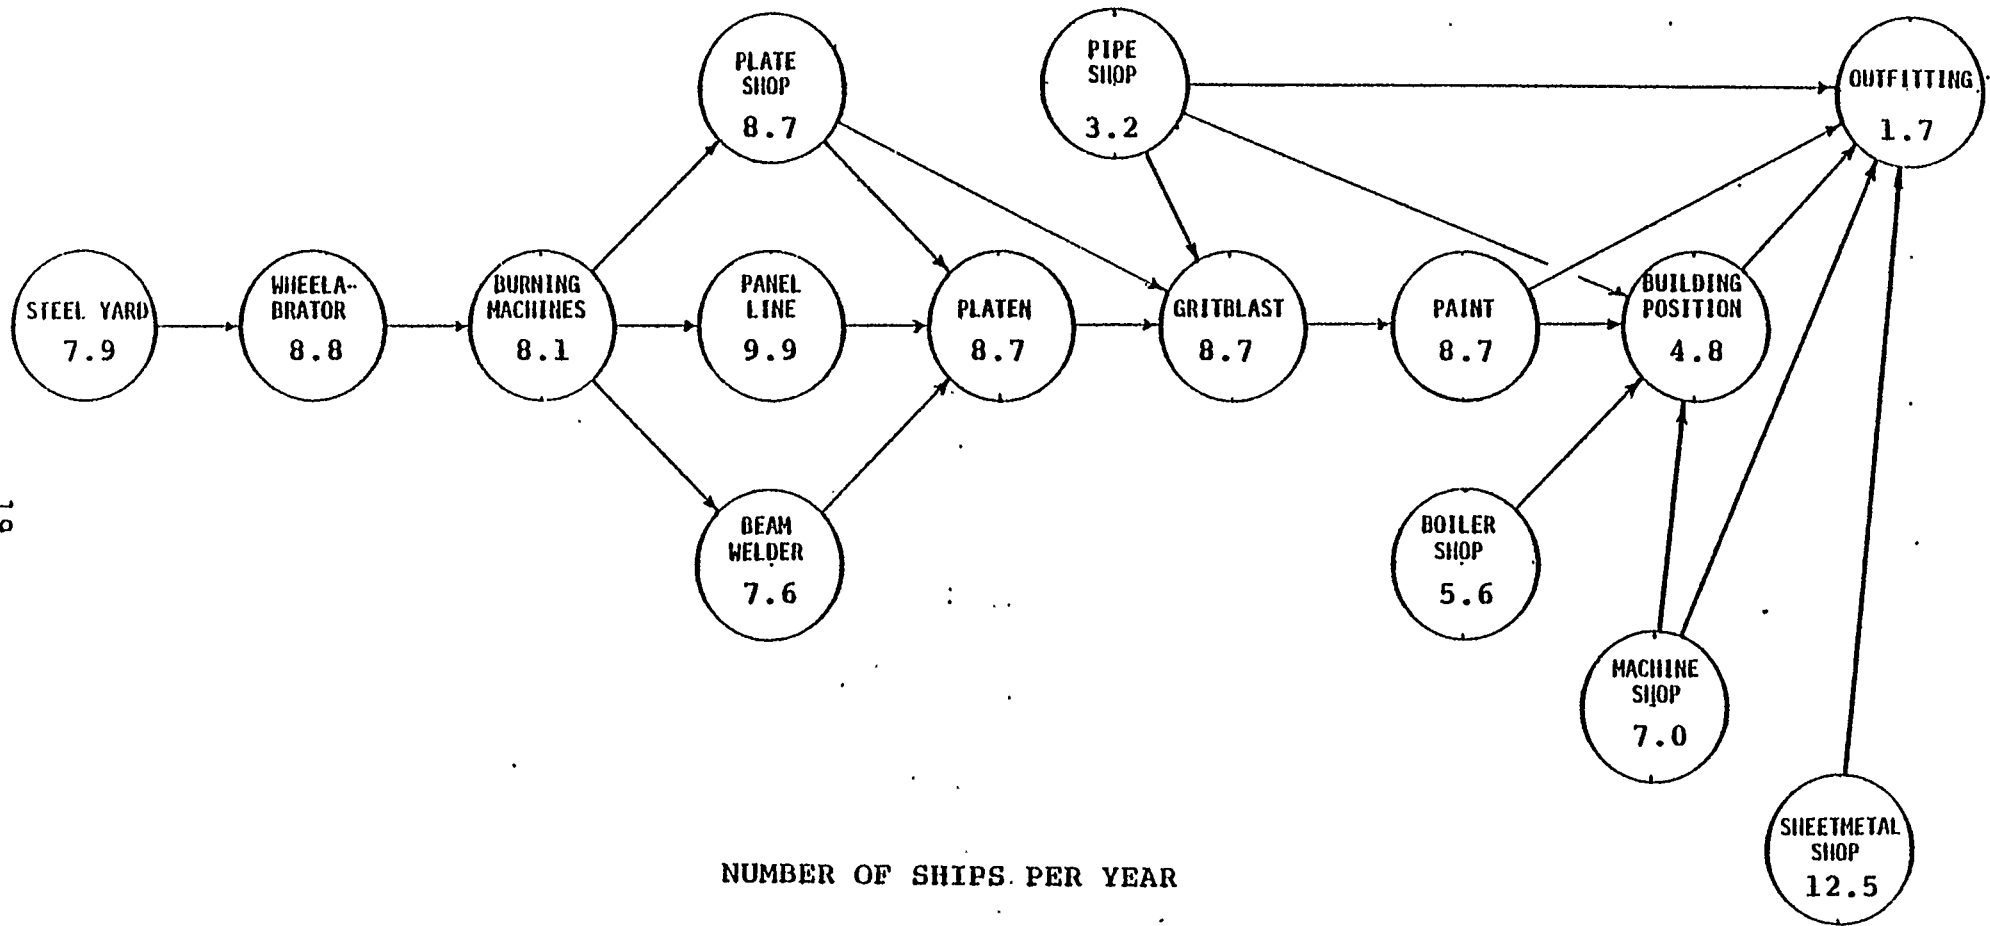 PLATE
SHOP
8.7
PIPE
SHOP
3.2
OUTFITTING
1.7
STEEL YARD
7.9
WHEELA-
BRATOR
8.8
BURNING
MACHINES
8.1
PANEL
LINE
9.9
PLATEN
8.7
GRITBLAST
8.7
PAINT
8.7
BUILDING
POSITION
4.8
BEAM
WELDER
7.6
BOILER
SHOP
5.6
MACHINE
SHOP
7.0
SHEETMETAL
SHOP
12.5
NUMBER OF SHIPS PER YEAR